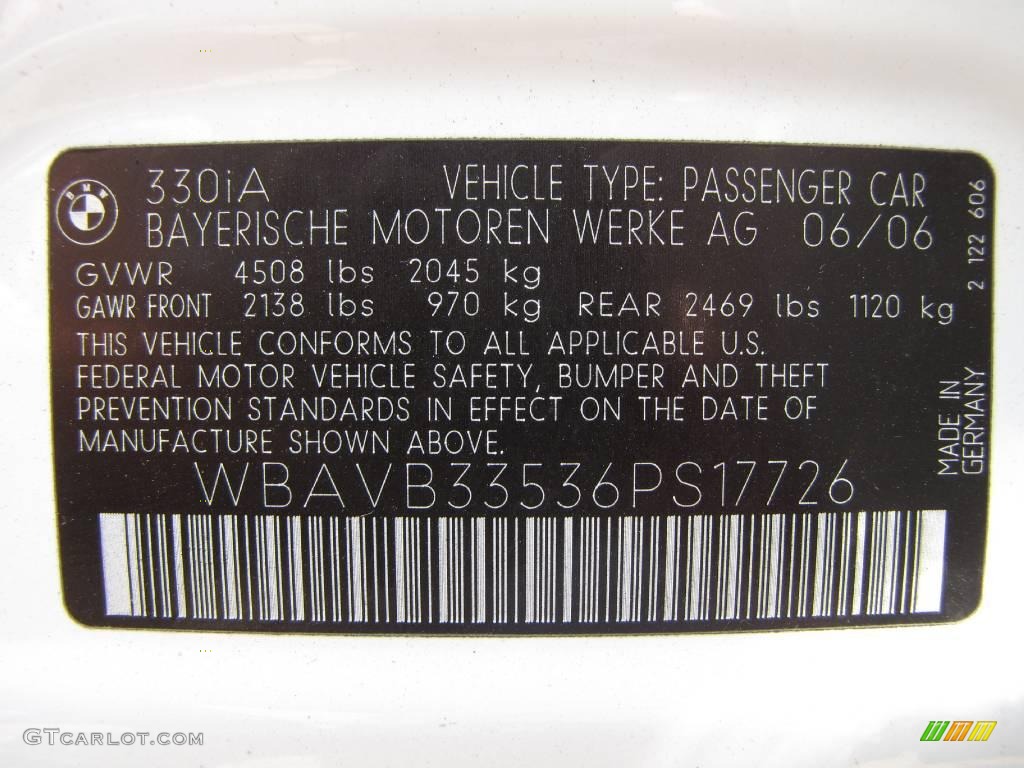 330iA VEHICLE TYPE: PASSENGER CAR
BMW
BAYERISCHE MOTOREN WERKE AG 06/06
GVWR 4508 lbs 2045 kg
GAWR FRONT 2138 lbs 970 kg REAR 2469 lbs 1120 kg
THIS VEHICLE CONFORMS TO ALL APPLICABLE U.S.
FEDERAL MOTOR VEHICLE SAFETY, BUMPER AND THEFT
PREVENTION STANDARDS IN EFFECT ON THE DATE OF
MANUFACTURE SHOWN ABOVE.
WBAVB33536PS17726
2 122 606
MADE IN
GERMANY
GTCARLOT.COM